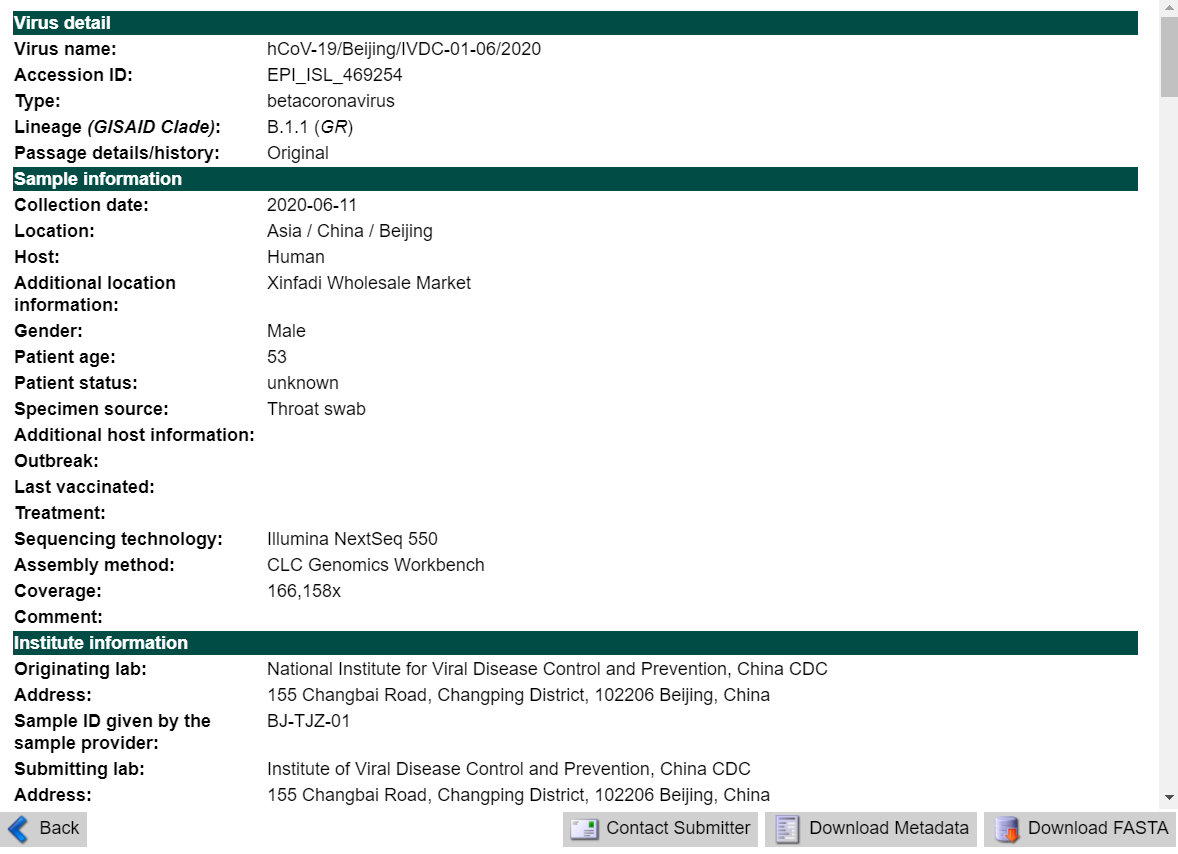 Virus detail
Virus name: hCoV-19/Beijing/IVDC-01-06/2020
Accession ID: EPI_ISL_469254
Type: betacoronavirus
Lineage (GISAID Clade): B.1.1 (GR)
Passage details/history: Original
Sample information
Collection date: 2020-06-11
Location: Asia / China / Beijing
Host: Human
Additional location Xinfadi Wholesale Market
information:
Gender: Male
Patient age: 53
Patient status: unknown
Specimen source: Throat swab
Additional host information:
Outbreak:
Last vaccinated:
Treatment:
Sequencing technology: Illumina NextSeq 550
Assembly method: CLC Genomics Workbench
Coverage: 166,158x
Comment:
Institute information
Originating lab: National Institute for Viral Disease Control and Prevention, China CDC
Address: 155 Changbai Road, Changping District, 102206 Beijing, China
Sample ID given by the BJ-TJZ-01
sample provider:
Submitting lab: Institute of Viral Disease Control and Prevention, China CDC
Address: 155 Changbai Road, Changping District, 102206 Beijing, China
Back Contact Submitter Download Metadata Download FASTA